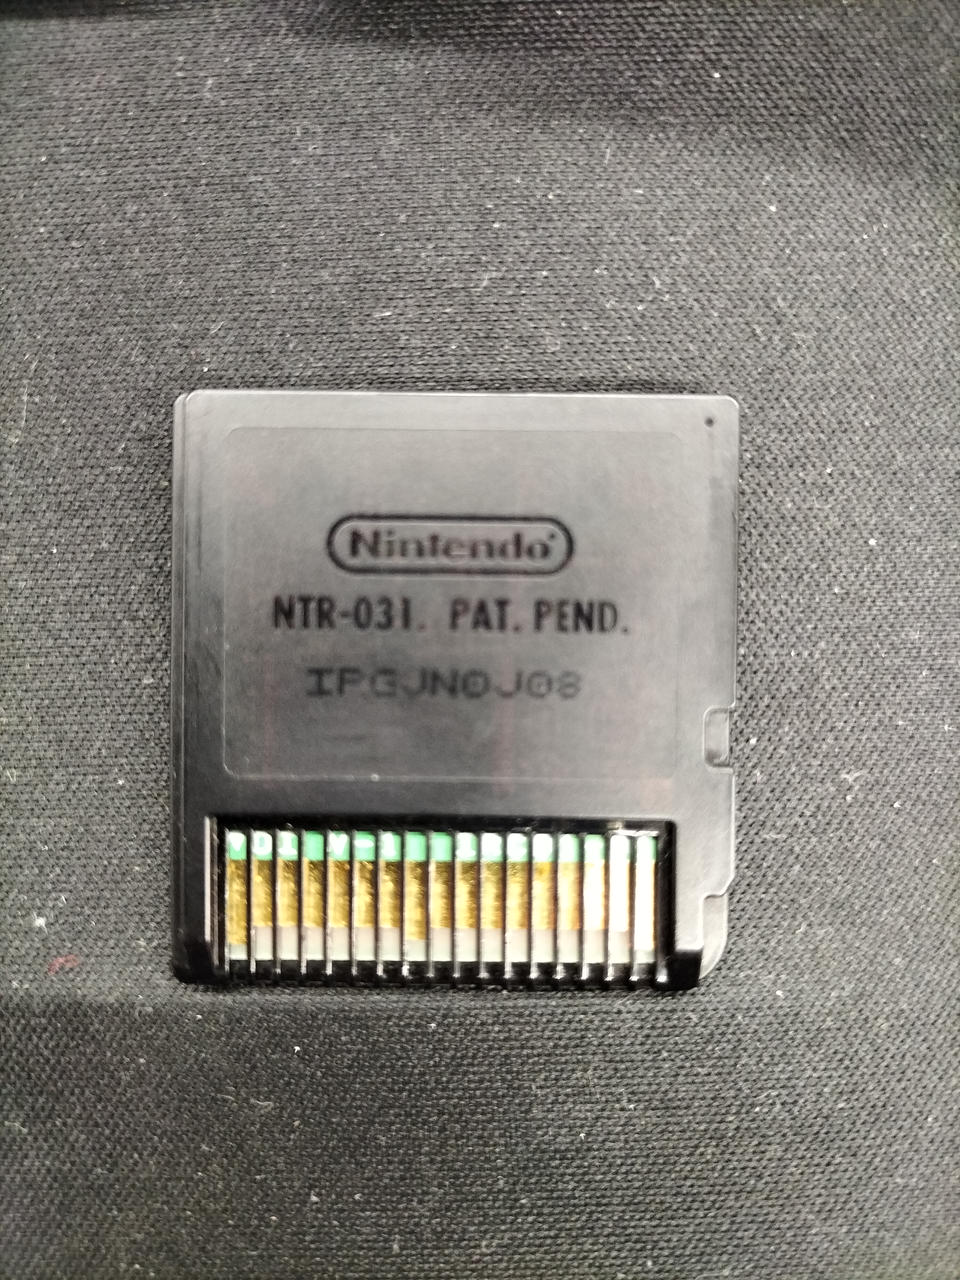 Nintendo®
NTR-031. PAT. PEND.
IPGJN0J08